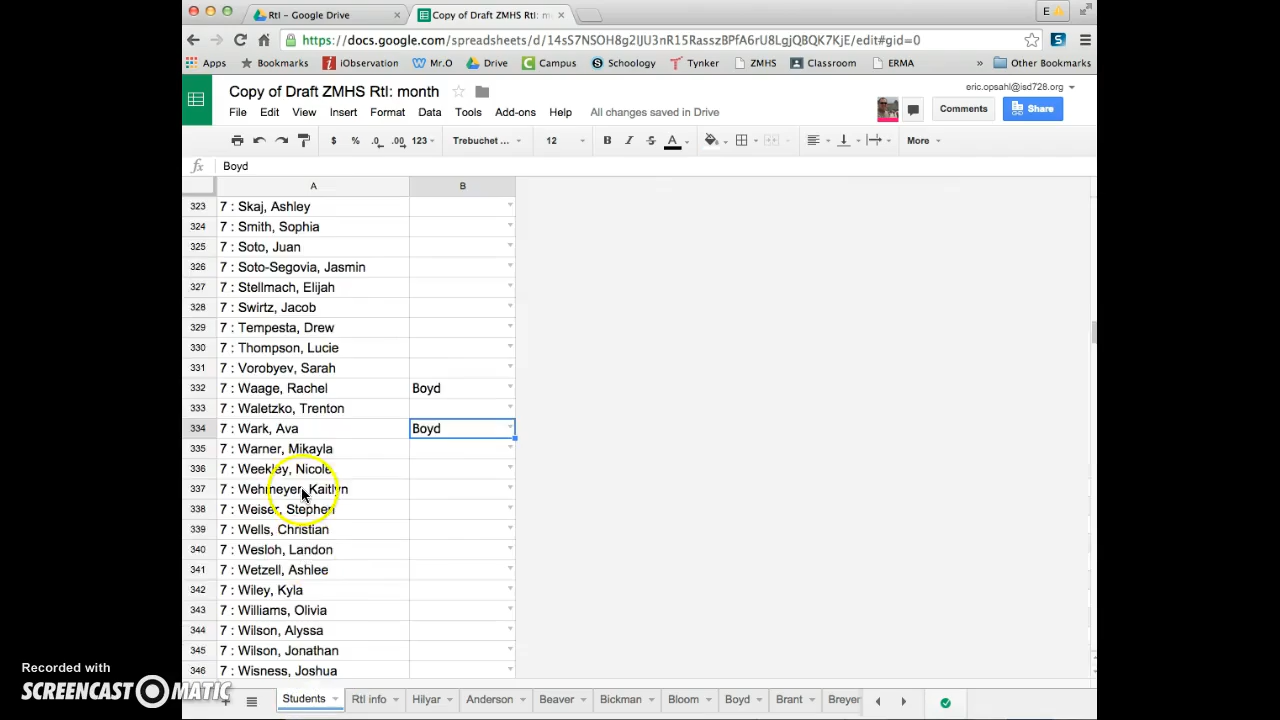 RtI – Google Drive
Copy of Draft ZMHS RtI: m
E
https://docs.google.com/spreadsheets/d/14sS7NSOH8g2IJU3nR15RasszBPfA6rU8LgjQBQK7KjE/edit#gid=0
Apps Bookmarks iObservation Mr.O Drive Campus Schoology Tynker ZMHS Classroom ERMA » Other Bookmarks
Copy of Draft ZMHS RtI: month
eric.opsahl@isd728.org
File Edit View Insert Format Data Tools Add-ons Help All changes saved in Drive
Comments Share
$ % .0 .00 123 Trebuchet ... 12 B I S A More
fx Boyd
A B
323 7 : Skaj, Ashley
324 7 : Smith, Sophia
325 7 : Soto, Juan
326 7 : Soto-Segovia, Jasmin
327 7 : Stellmach, Elijah
328 7 : Swirtz, Jacob
329 7 : Tempesta, Drew
330 7 : Thompson, Lucie
331 7 : Vorobyev, Sarah
332 7 : Waage, Rachel Boyd
333 7 : Waletzko, Trenton
334 7 : Wark, Ava Boyd
335 7 : Warner, Mikayla
336 7 : Weekley, Nicole
337 7 : Wehmeyer, Kaitlyn
338 7 : Weiser, Stephen
339 7 : Wells, Christian
340 7 : Wesloh, Landon
341 7 : Wetzell, Ashlee
342 7 : Wiley, Kyla
343 7 : Williams, Olivia
344 7 : Wilson, Alyssa
345 7 : Wilson, Jonathan
346 7 : Wisness, Joshua
Students RtI info Hilyar Anderson Beaver Bickman Bloom Boyd Brant Breyer
Recorded with
SCREENCAST-O-MATIC